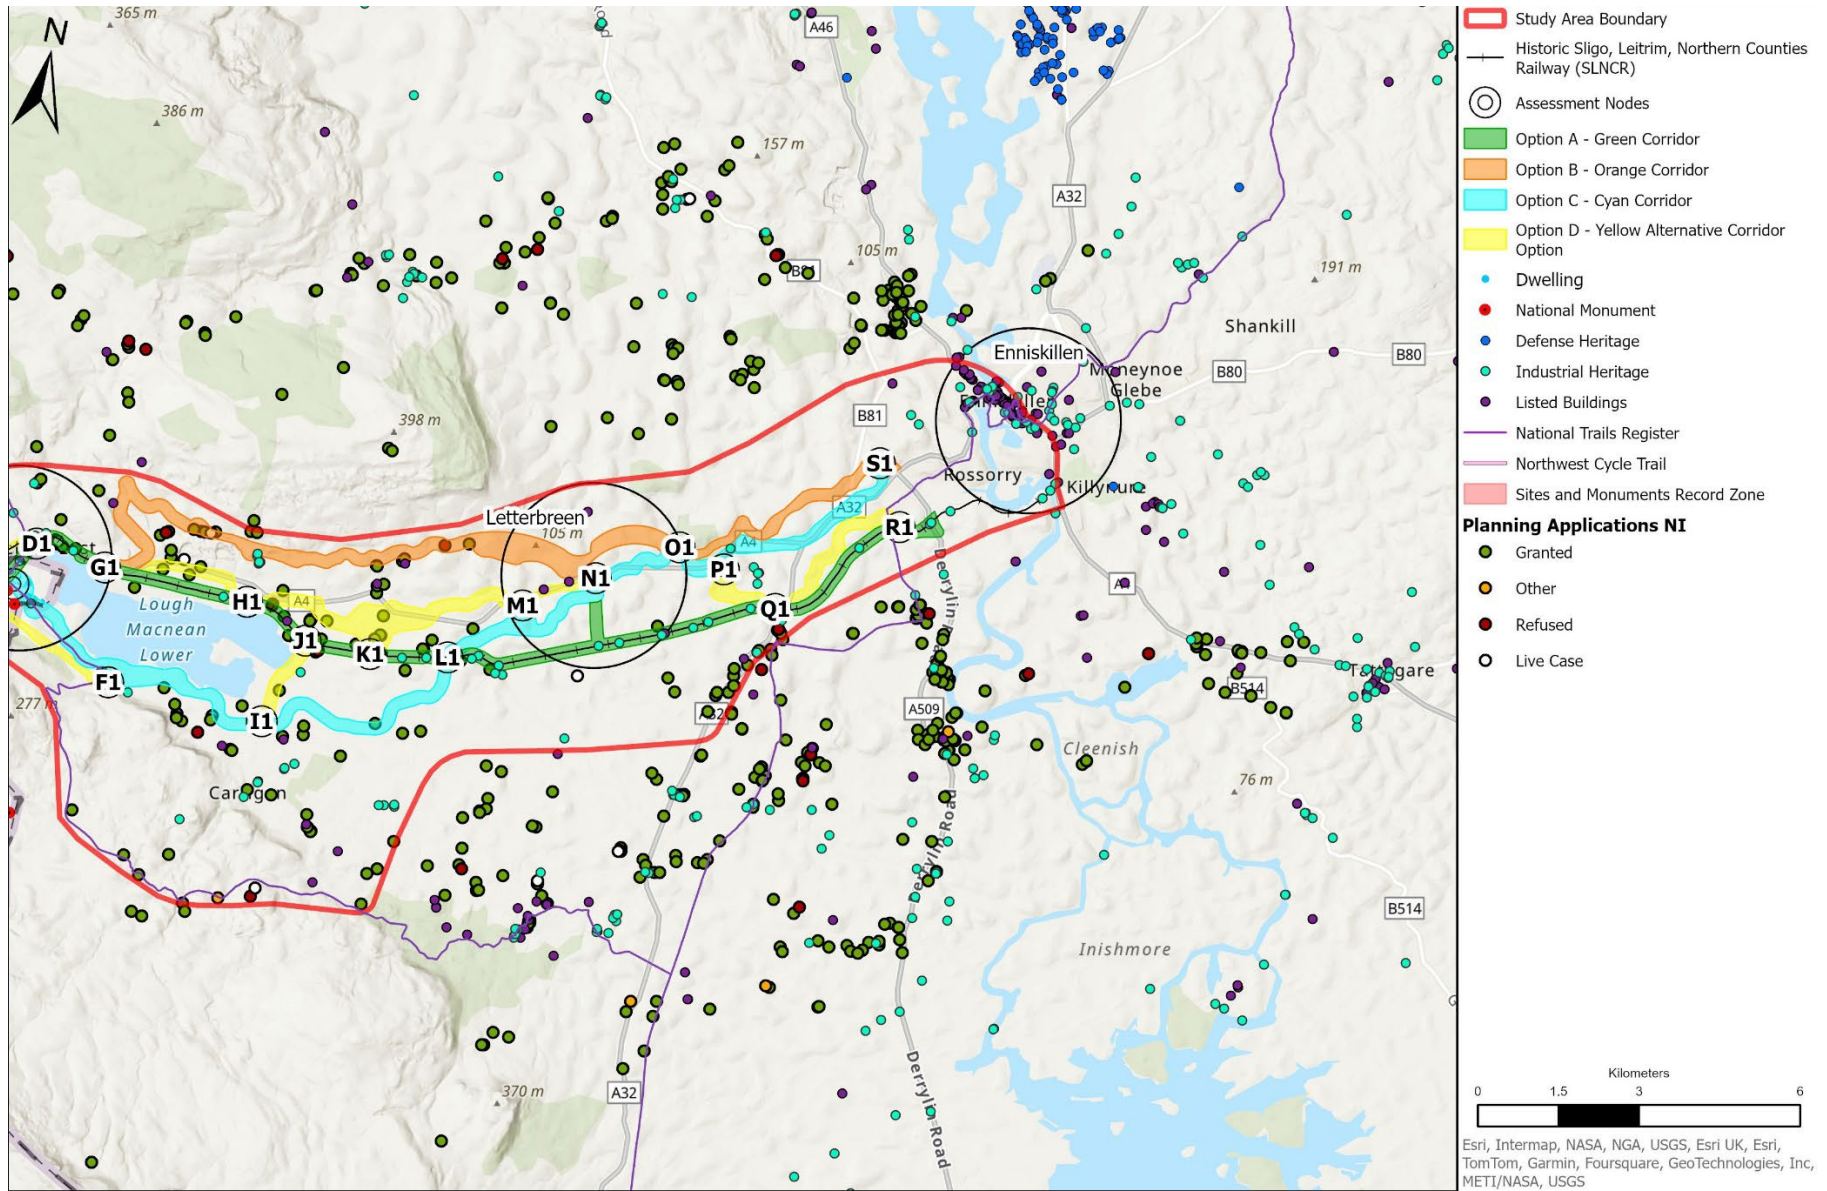 365 m
N
A46
386 m
157 m
A32
105 m
191 m
Shankill
Enniskillen
B80
B80
Glebe
398 m
B81
S1
Rossorry
Killynure
Letterbreen
105 m
A32
R1
D1
O1
A4
G1
P1
N1
H1
A4
M1
Q1
Lough
Macnean
Lower
J1
K1
L1
A4
F1
277 m
I1
A32
A509
B514
Cleenish
76 m
Derrylin Road
B514
Inishmore
370 m
A32
Derrylin Road
Study Area Boundary
Historic Sligo, Leitrim, Northern Counties
Railway (SLNCR)
Assessment Nodes
Option A - Green Corridor
Option B - Orange Corridor
Option C - Cyan Corridor
Option D - Yellow Alternative Corridor
Option
Dwelling
National Monument
Defense Heritage
Industrial Heritage
Listed Buildings
National Trails Register
Northwest Cycle Trail
Sites and Monuments Record Zone
Planning Applications NI
Granted
Other
Refused
Live Case
Kilometers
0 1.5 3 6
Esri, Intermap, NASA, NGA, USGS, Esri UK, Esri,
TomTom, Garmin, Foursquare, GeoTechnologies, Inc,
METI/NASA, USGS